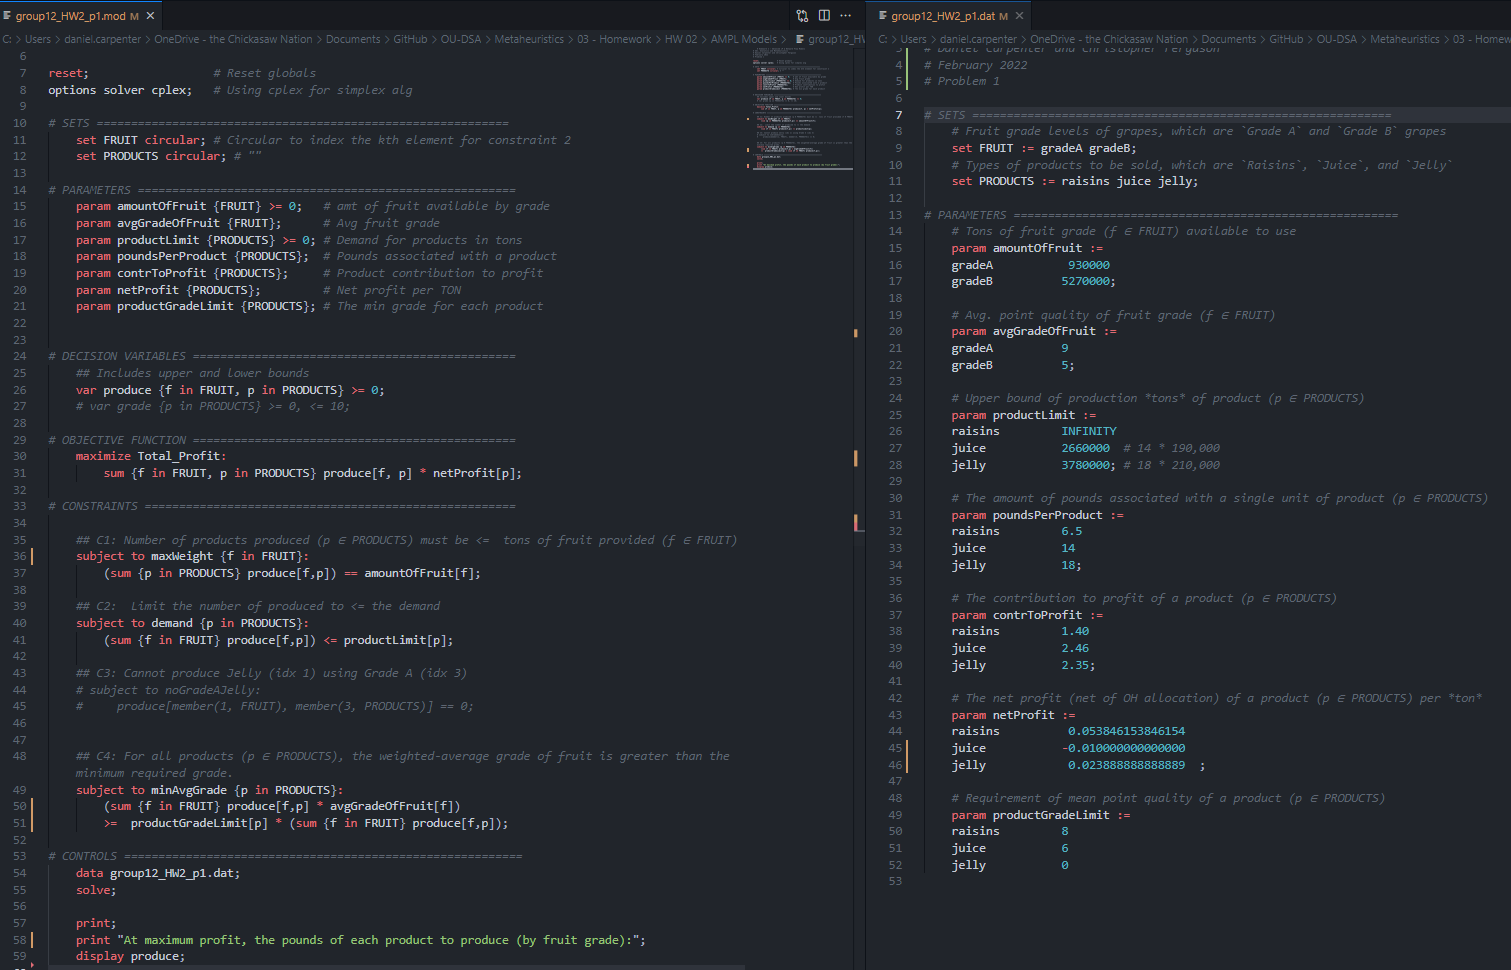 group12_HW2_p1.mod M
C: > Users > daniel.carpenter > OneDrive - the Chickasaw Nation > Documents > GitHub > OU-DSA > Metaheuristics > 03 - Homework > HW 02 > AMPL Models > group12_HW
6
7 reset; # Reset globals
8 options solver cplex; # Using cplex for simplex alg
9
10 # SETS ============================================================
11 set FRUIT circular; # Circular to index the kth element for constraint 2
12 set PRODUCTS circular; # ""
13
14 # PARAMETERS =======================================================
15 param amountOfFruit {FRUIT} >= 0; # amt of fruit available by grade
16 param avgGradeOfFruit {FRUIT}; # Avg fruit grade
17 param productLimit {PRODUCTS} >= 0; # Demand for products in tons
18 param poundsPerProduct {PRODUCTS}; # Pounds associated with a product
19 param contrToProfit {PRODUCTS}; # Product contribution to profit
20 param netProfit {PRODUCTS}; # Net profit per TON
21 param productGradeLimit {PRODUCTS}; # The min grade for each product
22
23
24 # DECISION VARIABLES ===============================================
25 ## Includes upper and lower bounds
26 var produce {f in FRUIT, p in PRODUCTS} >= 0;
27 # var grade {p in PRODUCTS} >= 0, <= 10;
28
29 # OBJECTIVE FUNCTION ===============================================
30 maximize Total_Profit:
31 sum {f in FRUIT, p in PRODUCTS} produce[f, p] * netProfit[p];
32
33 # CONSTRAINTS ======================================================
34
35 ## C1: Number of products produced (p ∈ PRODUCTS) must be <= tons of fruit provided (f ∈ FRUIT)
36 subject to maxWeight {f in FRUIT}:
37 (sum {p in PRODUCTS} produce[f,p]) == amountOfFruit[f];
38
39 ## C2: Limit the number of produced to <= the demand
40 subject to demand {p in PRODUCTS}:
41 (sum {f in FRUIT} produce[f,p]) <= productLimit[p];
42
43 ## C3: Cannot produce Jelly (idx 1) using Grade A (idx 3)
44 # subject to noGradeAJelly:
45 # produce[member(1, FRUIT), member(3, PRODUCTS)] == 0;
46
47
48 ## C4: For all products (p ∈ PRODUCTS), the weighted-average grade of fruit is greater than the
minimum required grade.
49 subject to minAvgGrade {p in PRODUCTS}:
50 (sum {f in FRUIT} produce[f,p] * avgGradeOfFruit[f])
51 >= productGradeLimit[p] * (sum {f in FRUIT} produce[f,p]);
52
53 # CONTROLS ==========================================================
54 data group12_HW2_p1.dat;
55 solve;
56
57 print;
58 print "At maximum profit, the pounds of each product to produce (by fruit grade):";
59 display produce;
group12_HW2_p1.dat M
C: > Users > daniel.carpenter > OneDrive - the Chickasaw Nation > Documents > GitHub > OU-DSA > Metaheuristics > 03 - Homew
# Daniel Carpenter and Christopher Ferguson
4 # February 2022
5 # Problem 1
6
7 # SETS =============================================================
8 # Fruit grade levels of grapes, which are `Grade A` and `Grade B` grapes
9 set FRUIT := gradeA gradeB;
10 # Types of products to be sold, which are `Raisins`, `Juice`, and `Jelly`
11 set PRODUCTS := raisins juice jelly;
12
13 # PARAMETERS ========================================================
14 # Tons of fruit grade (f ∈ FRUIT) available to use
15 param amountOfFruit :=
16 gradeA 930000
17 gradeB 5270000;
18
19 # Avg. point quality of fruit grade (f ∈ FRUIT)
20 param avgGradeOfFruit :=
21 gradeA 9
22 gradeB 5;
23
24 # Upper bound of production *tons* of product (p ∈ PRODUCTS)
25 param productLimit :=
26 raisins INFINITY
27 juice 2660000 # 14 * 190,000
28 jelly 3780000; # 18 * 210,000
29
30 # The amount of pounds associated with a single unit of product (p ∈ PRODUCTS)
31 param poundsPerProduct :=
32 raisins 6.5
33 juice 14
34 jelly 18;
35
36 # The contribution to profit of a product (p ∈ PRODUCTS)
37 param contrToProfit :=
38 raisins 1.40
39 juice 2.46
40 jelly 2.35;
41
42 # The net profit (net of OH allocation) of a product (p ∈ PRODUCTS) per *ton*
43 param netProfit :=
44 raisins 0.053846153846154
45 juice -0.010000000000000
46 jelly 0.023888888888889 ;
47
48 # Requirement of mean point quality of a product (p ∈ PRODUCTS)
49 param productGradeLimit :=
50 raisins 8
51 juice 6
52 jelly 0
53